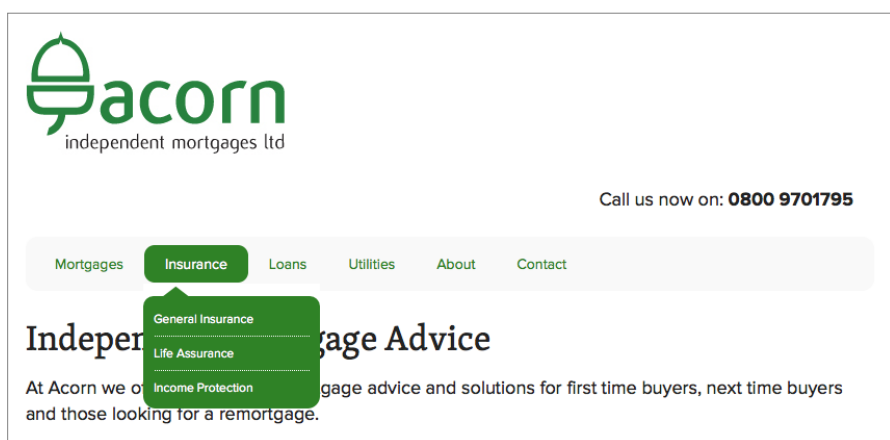 acorn
independent mortgages ltd
Call us now on: 0800 9701795
Mortgages Insurance Loans Utilities About Contact
General Insurance
Life Assurance
Income Protection
Indepen gage Advice
At Acorn we o gage advice and solutions for first time buyers, next time buyers
and those looking for a remortgage.